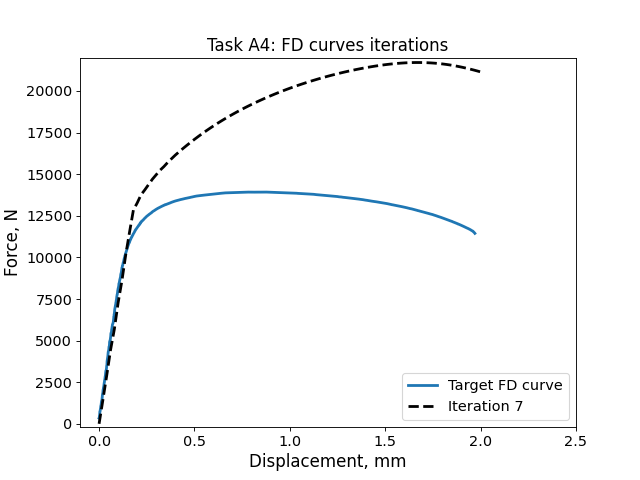 Task A4: FD curves iterations
Force, N
20000
17500
15000
12500
10000
7500
5000
2500
0
0.0 0.5 1.0 1.5 2.0 2.5
Displacement, mm
Target FD curve
Iteration 7